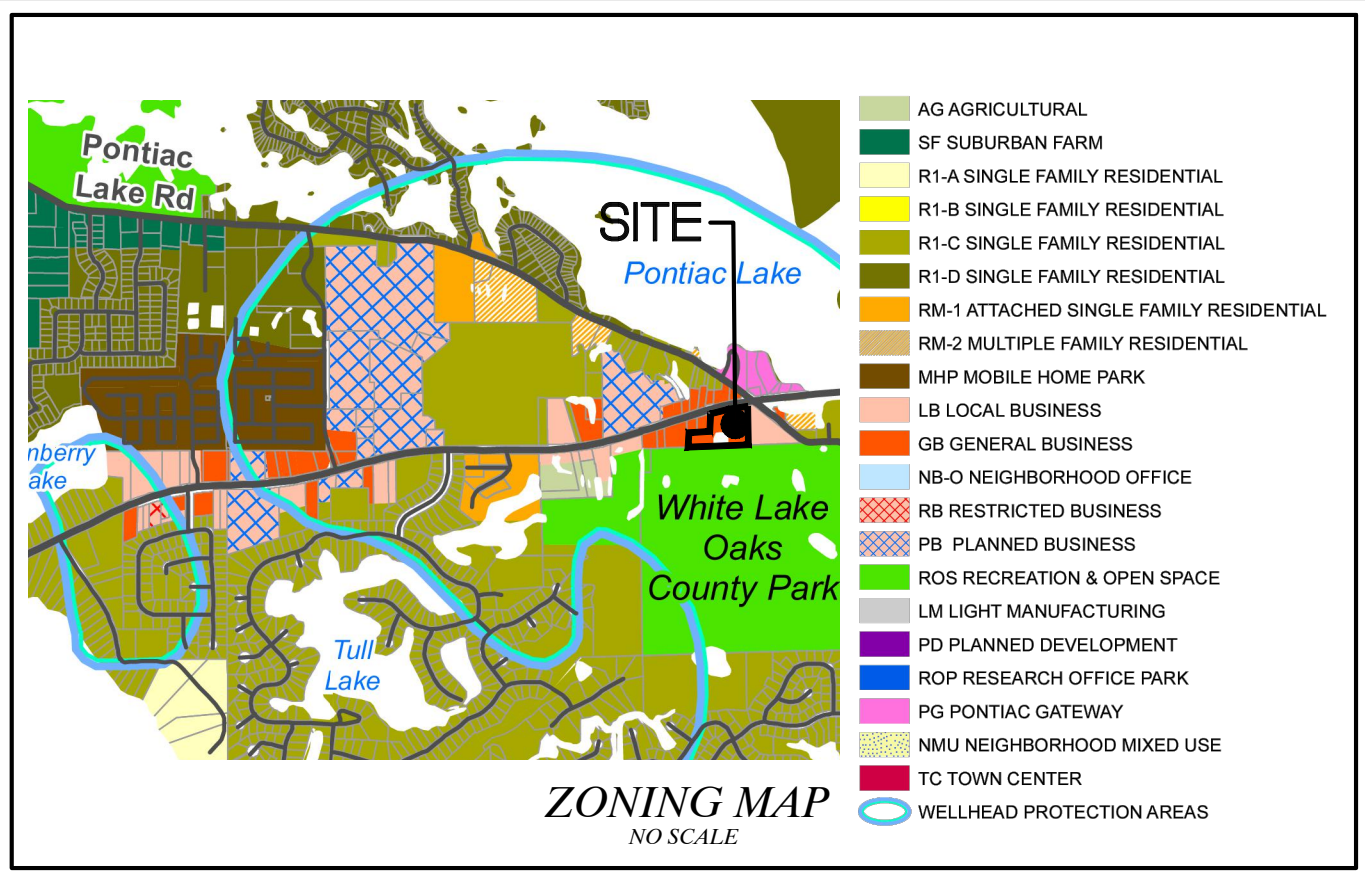 Pontiac
Lake Rd
SITE
Pontiac Lake
nberry
ake
White Lake
Oaks
County Park
Tull
Lake
ZONING MAP
NO SCALE
AG AGRICULTURAL
SF SUBURBAN FARM
R1-A SINGLE FAMILY RESIDENTIAL
R1-B SINGLE FAMILY RESIDENTIAL
R1-C SINGLE FAMILY RESIDENTIAL
R1-D SINGLE FAMILY RESIDENTIAL
RM-1 ATTACHED SINGLE FAMILY RESIDENTIAL
RM-2 MULTIPLE FAMILY RESIDENTIAL
MHP MOBILE HOME PARK
LB LOCAL BUSINESS
GB GENERAL BUSINESS
NB-O NEIGHBORHOOD OFFICE
RB RESTRICTED BUSINESS
PB PLANNED BUSINESS
ROS RECREATION & OPEN SPACE
LM LIGHT MANUFACTURING
PD PLANNED DEVELOPMENT
ROP RESEARCH OFFICE PARK
PG PONTIAC GATEWAY
NMU NEIGHBORHOOD MIXED USE
TC TOWN CENTER
WELLHEAD PROTECTION AREAS